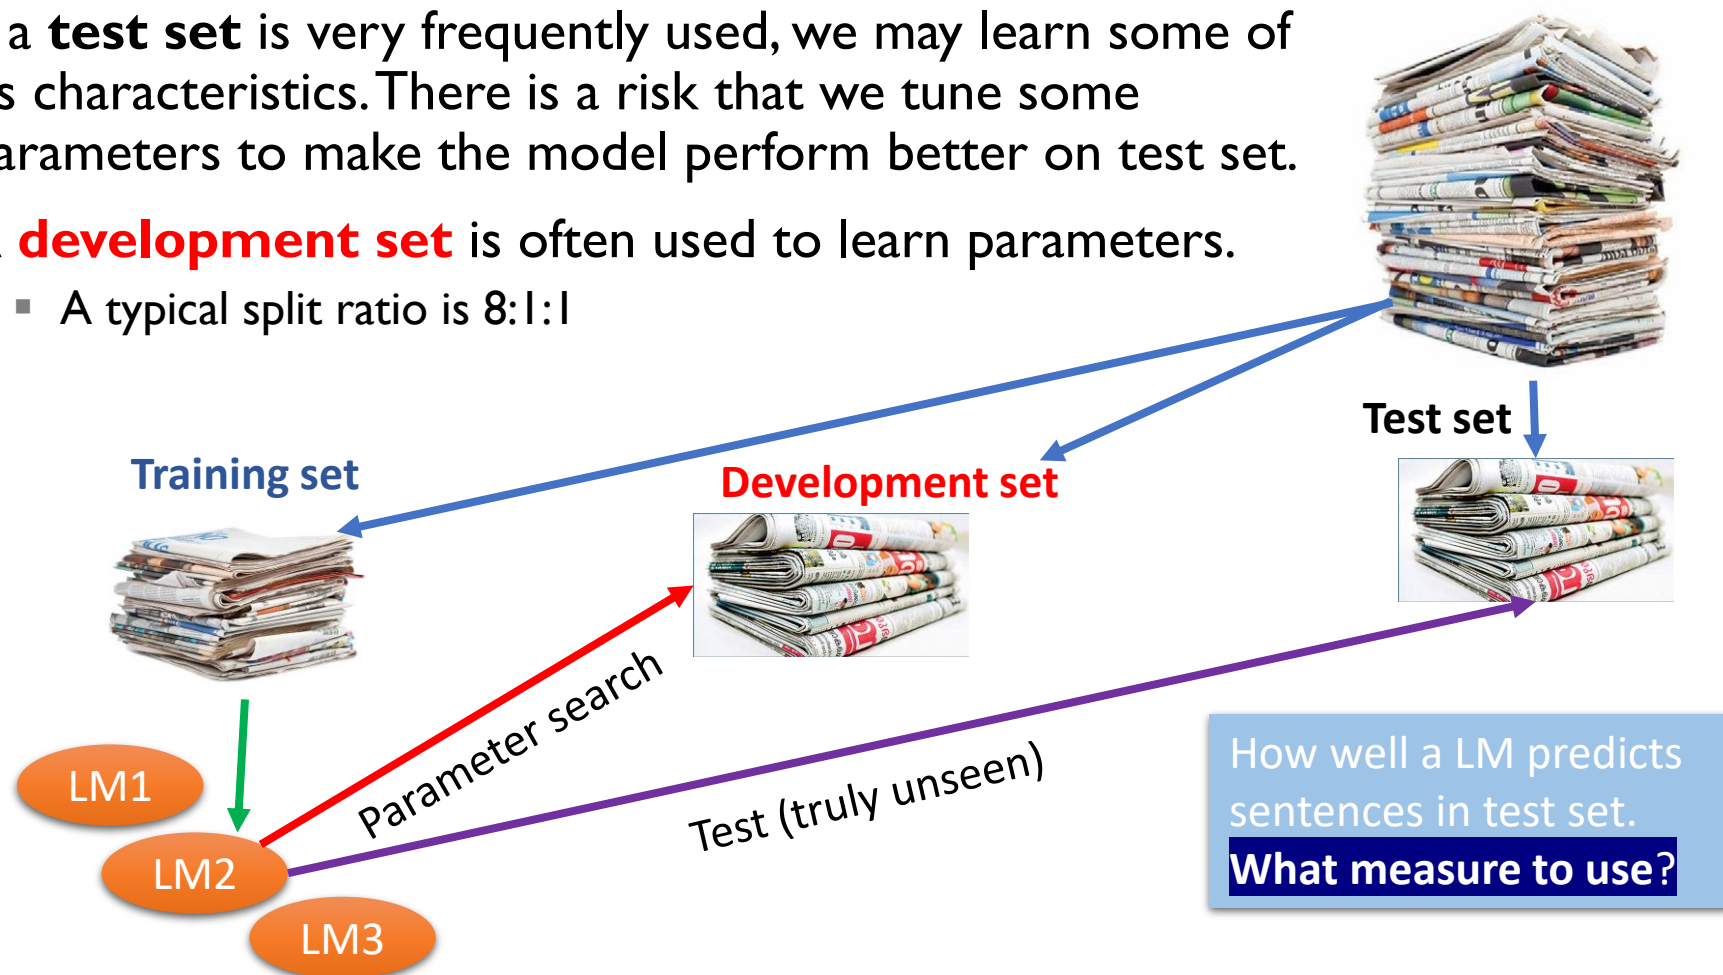 a test set is very frequently used, we may learn some of
s characteristics. There is a risk that we tune some
arameters to make the model perform better on test set.
development set is often used to learn parameters.
▪ A typical split ratio is 8:1:1
Test set
Training set
Development set
Parameter search
Test (truly unseen)
LM1
LM2
LM3
How well a LM predicts
sentences in test set.
What measure to use?